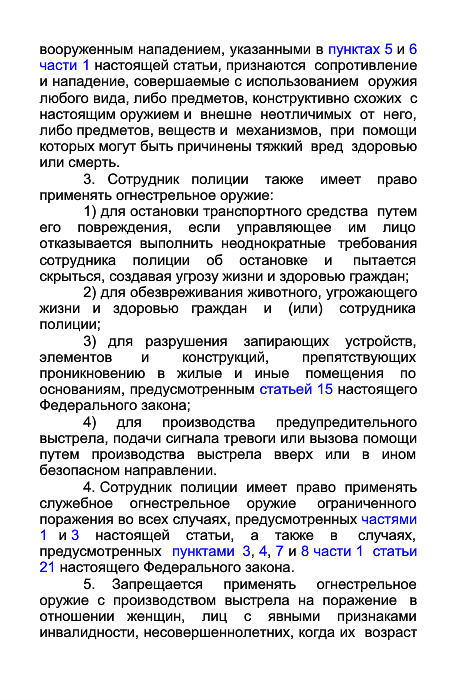 вооруженным нападением, указанными в пунктах 5 и 6
части 1 настоящей статьи, признаются сопротивление
и нападение, совершаемые с использованием оружия
любого вида, либо предметов, конструктивно схожих с
настоящим оружием и внешне неотличимых от него,
либо предметов, веществ и механизмов, при помощи
которых могут быть причинены тяжкий вред здоровью
или смерть.
3. Сотрудник полиции также имеет право
применять огнестрельное оружие:
1) для остановки транспортного средства путем
его повреждения, если управляющее им лицо
отказывается выполнить неоднократные требования
сотрудника полиции об остановке и пытается
скрыться, создавая угрозу жизни и здоровью граждан;
2) для обезвреживания животного, угрожающего
жизни и здоровью граждан и (или) сотрудника
полиции;
3) для разрушения запирающих устройств,
элементов и конструкций, препятствующих
проникновению в жилые и иные помещения по
основаниям, предусмотренным статьей 15 настоящего
Федерального закона;
4) для производства предупредительного
выстрела, подачи сигнала тревоги или вызова помощи
путем производства выстрела вверх или в ином
безопасном направлении.
4. Сотрудник полиции имеет право применять
служебное огнестрельное оружие ограниченного
поражения во всех случаях, предусмотренных частями
1 и 3 настоящей статьи, а также в случаях,
предусмотренных пунктами 3, 4, 7 и 8 части 1 статьи
21 настоящего Федерального закона.
5. Запрещается применять огнестрельное
оружие с производством выстрела на поражение в
отношении женщин, лиц с явными признаками
инвалидности, несовершеннолетних, когда их возраст